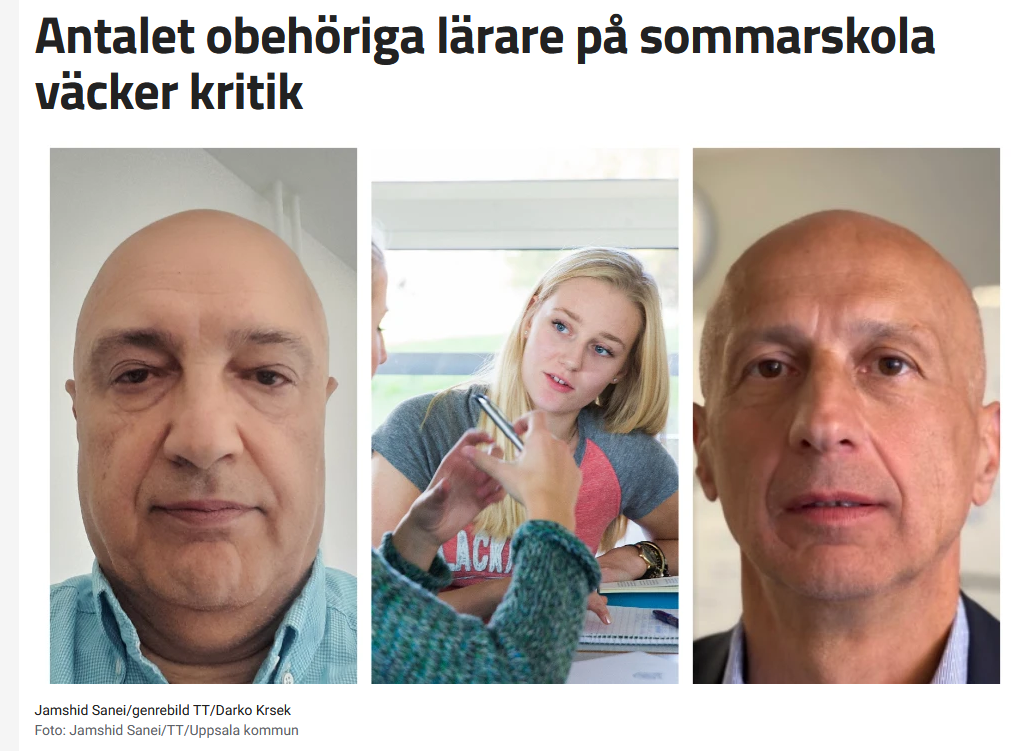 Antalet obehöriga lärare på sommarskola
väcker kritik
LACK
Jamshid Sanei/genrebild TT/Darko Krsek
Foto: Jamshid Sanei/TT/Uppsala kommun